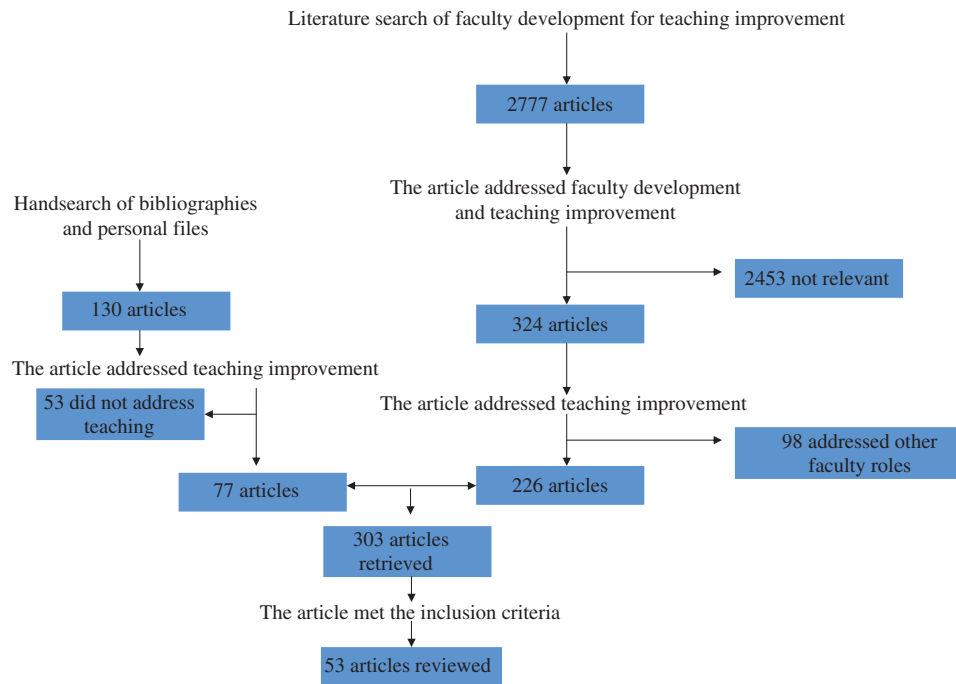 Literature search of faculty development for teaching improvement
2777 articles
The article addressed faculty development
and teaching improvement
2453 not relevant
324 articles
The article addressed teaching improvement
98 addressed other
faculty roles
226 articles
Handsearch of bibliographies
and personal files
130 articles
The article addressed teaching improvement
53 did not address
teaching
77 articles
303 articles
retrieved
The article met the inclusion criteria
53 articles reviewed